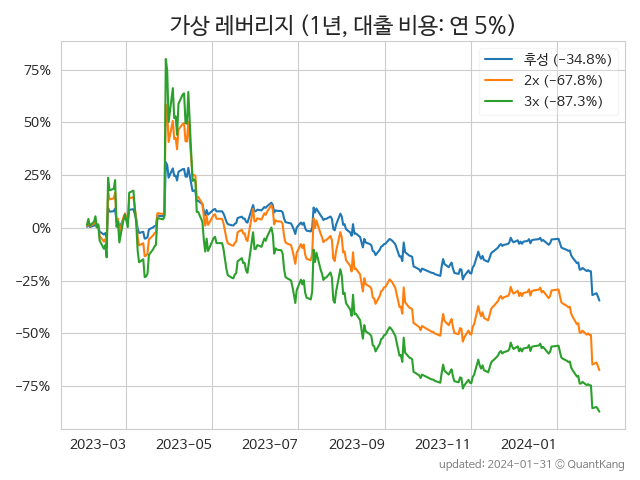 가상 레버리지 (1년, 대출 비용: 연 5%)
후성 (−34.8%)
2x (−67.8%)
3x (−87.3%)
75%
50%
25%
0%
−25%
−50%
−75%
2023-03 2023-05 2023-07 2023-09 2023-11 2024-01
updated: 2024-01-31 © QuantKang